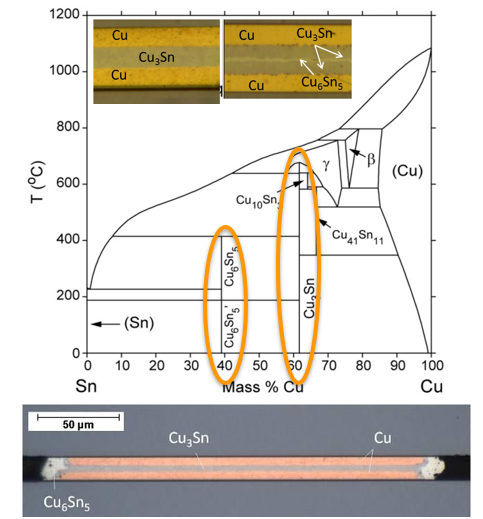 1200
1000
800
600
400
200
0
T (°C)
Cu
Cu₃Sn
Cu
Cu
Cu₃Sn
Cu₆Sn₅
Cu
γ
β
(Cu)
Cu₁₀Sn
Cu₄₁Sn₁₁
Cu₆Sn₅
Cu₆Sn₅'
Cu₃Sn
(Sn)
0 10 20 30 40 50 60 70 80 90 100
Sn
Mass % Cu
Cu
50 µm
Cu₃Sn
Cu
Cu₆Sn₅